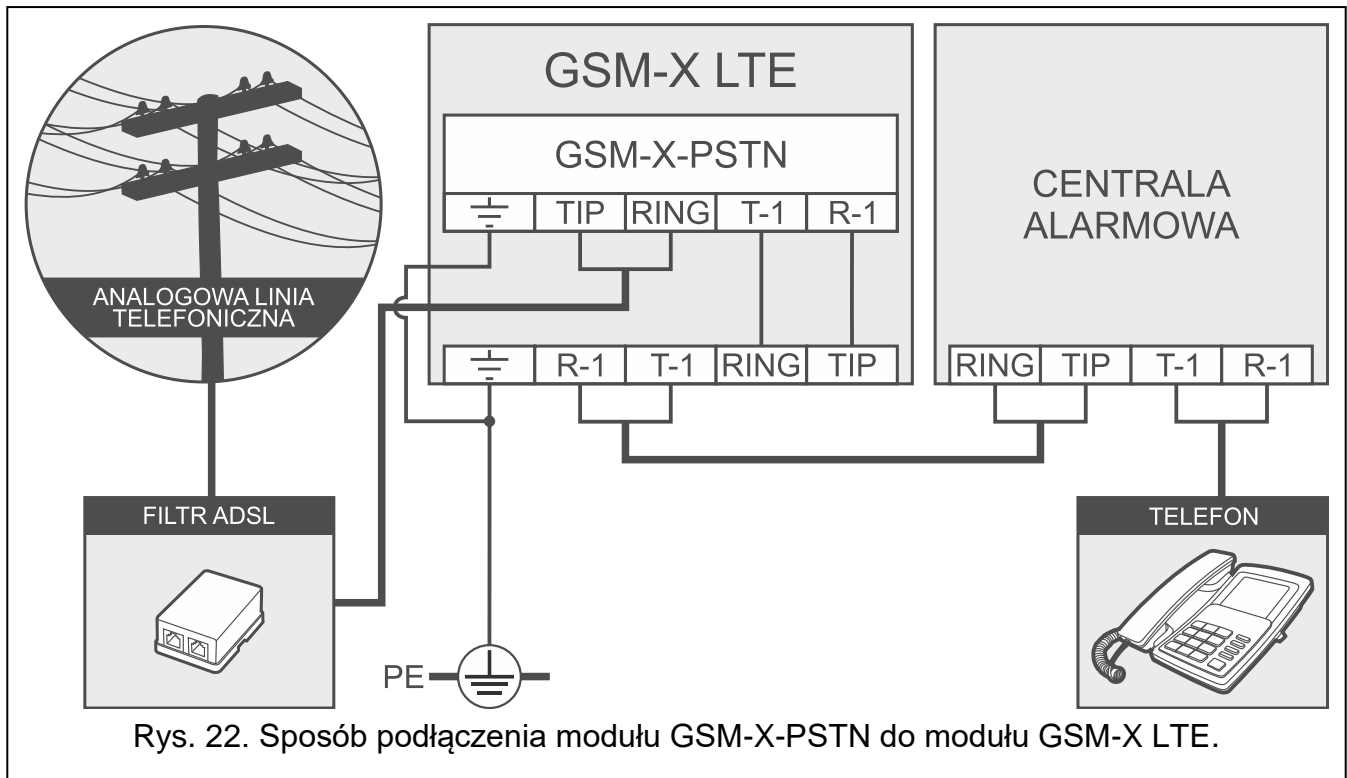 GSM-X LTE
GSM-X-PSTN
TIP RING T-1 R-1
CENTRALA
ALARMOWA
ANALOGOWA LINIA
TELEFONICZNA
R-1 T-1 RING TIP
RING TIP T-1 R-1
FILTR ADSL
TELEFON
PE
Rys. 22. Sposób podłączenia modułu GSM-X-PSTN do modułu GSM-X LTE.